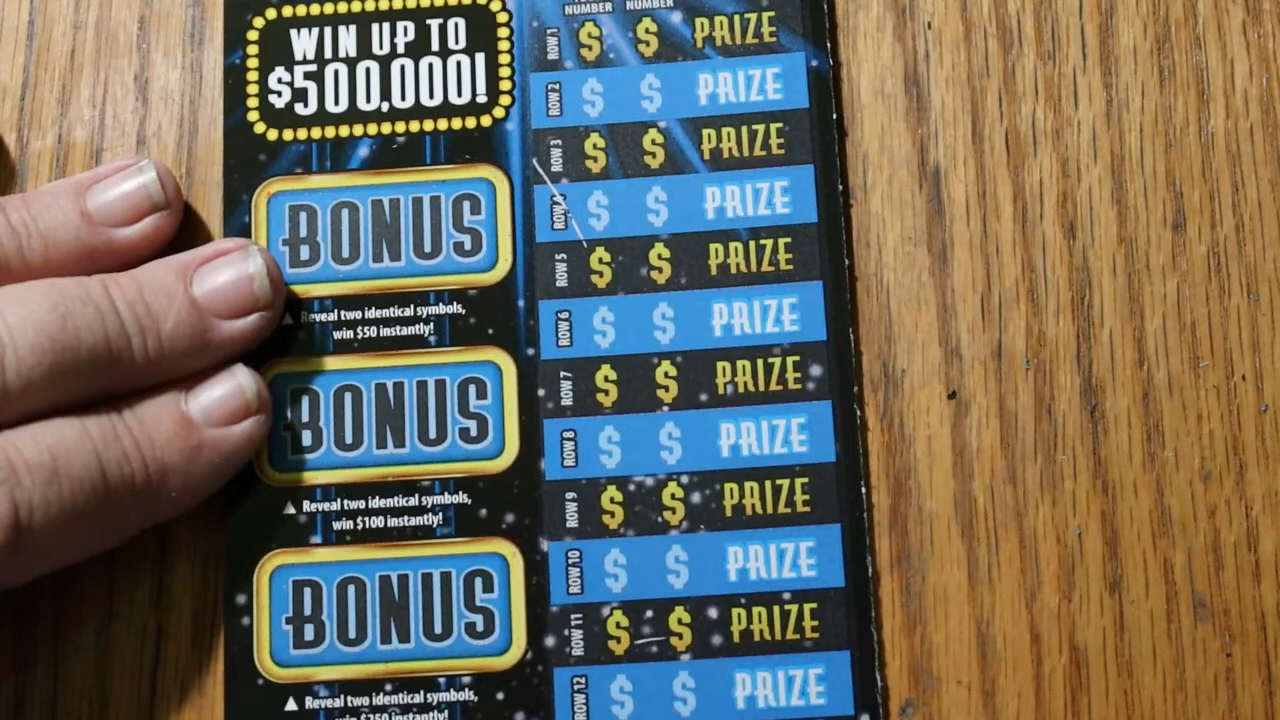 WIN UP TO
$500,000!
BONUS
Reveal two identical symbols,
win $50 instantly!
BONUS
Reveal two identical symbols,
win $100 instantly!
BONUS
Reveal two identical symbols,
win $250 instantly!
NUMBER NUMBER
ROW 1 $ $ PRIZE
ROW 2 $ $ PRIZE
ROW 3 $ $ PRIZE
ROW 4 $ $ PRIZE
ROW 5 $ $ PRIZE
ROW 6 $ $ PRIZE
ROW 7 $ $ PRIZE
ROW 8 $ $ PRIZE
ROW 9 $ $ PRIZE
ROW 10 $ $ PRIZE
ROW 11 $ $ PRIZE
ROW 12 $ $ PRIZE